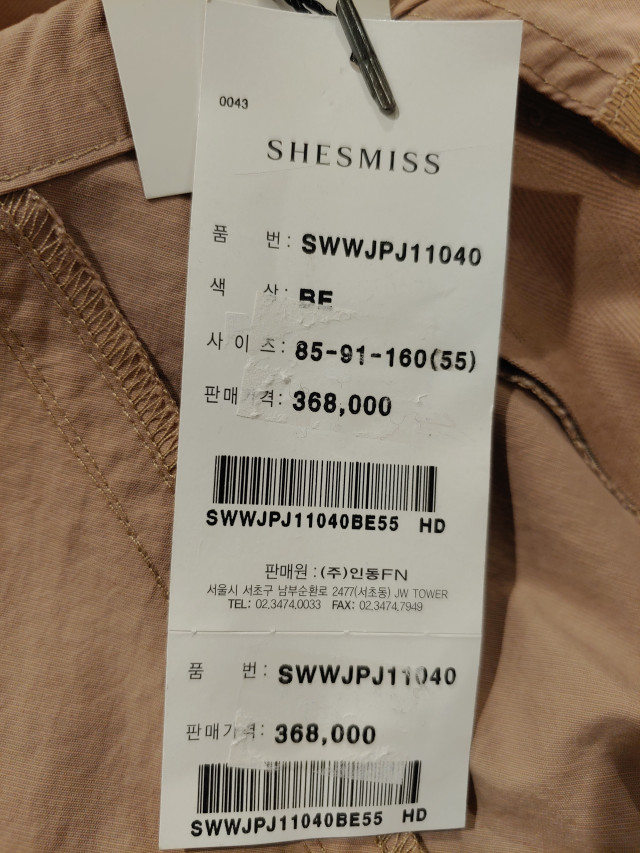 0043
SHESMISS
품 번: SWWJPJ11040
색 상: BE
사 이 즈: 85-91-160(55)
판매가격: 368,000
SWWJPJ11040BE55 HD
판매원 : (주)인동FN
서울시 서초구 남부순환로 2477(서초동) JW TOWER
TEL: 02.3474.0033 FAX: 02.3474.7949
품 번: SWWJPJ11040
판매가격: 368,000
SWWJPJ11040BE55 HD